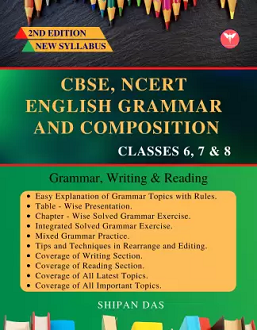 2ND EDITION
NEW SYLLABUS
CBSE, NCERT
ENGLISH GRAMMAR
AND COMPOSITION
CLASSES 6, 7 & 8
Grammar, Writing & Reading
• Easy Explanation of Grammar Topics with Rules.
• Table - Wise Presentation.
• Chapter - Wise Solved Grammar Exercise.
• Integrated Solved Grammar Exercise.
• Mixed Grammar Practice.
• Tips and Techniques in Rearrange and Editing.
• Coverage of Writing Section.
• Coverage of Reading Section.
• Coverage of All Latest Topics.
• Coverage of All Important Topics.
SHIPAN DAS